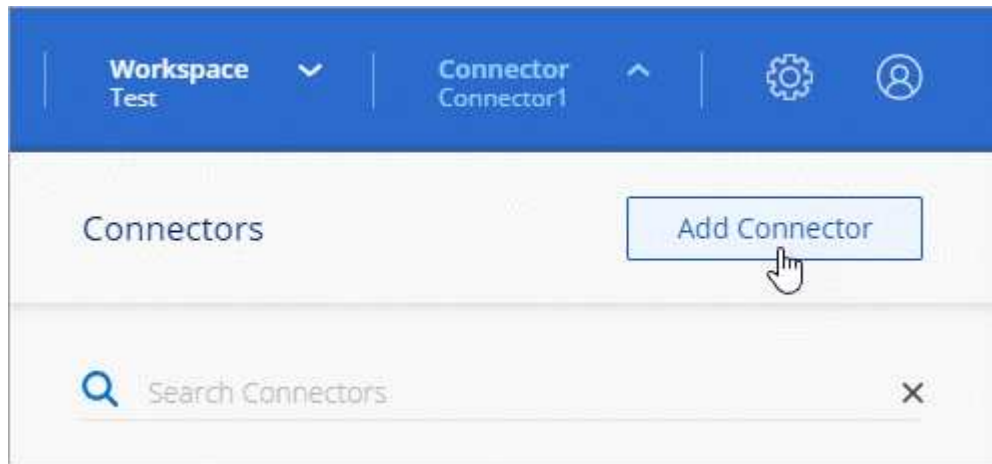 Workspace
Test
Connector
Connector1
Connectors
Add Connector
Search Connectors